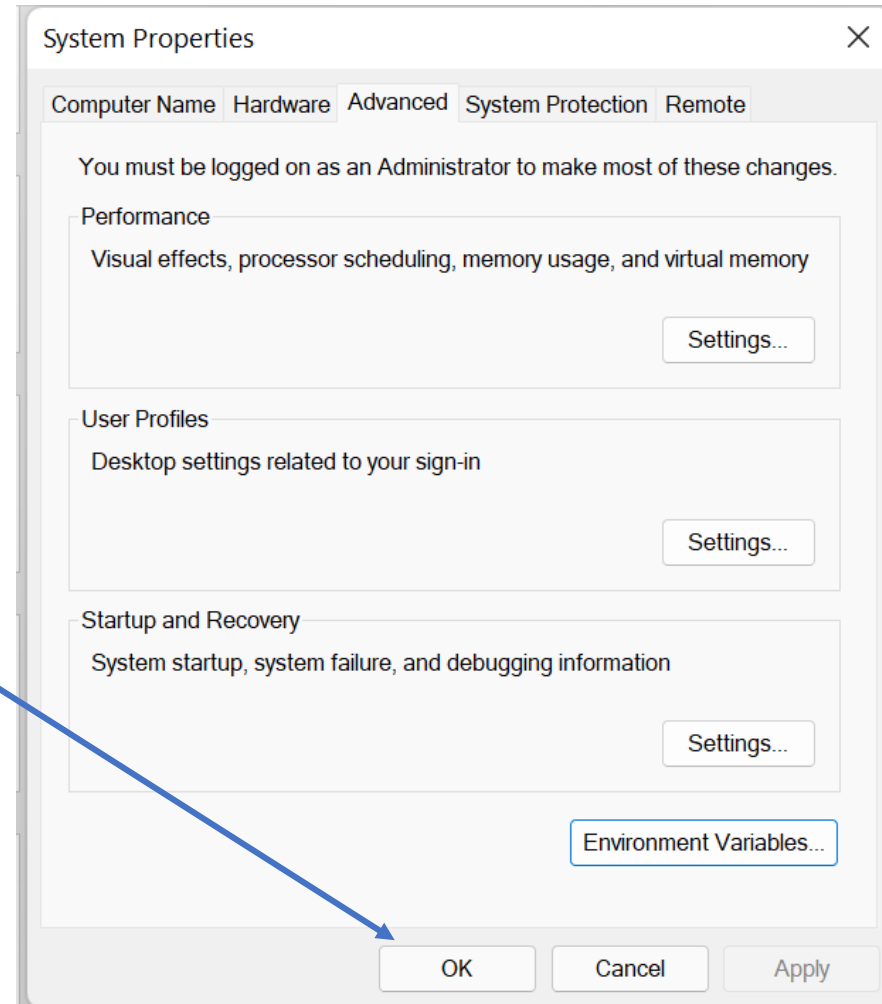 System Properties
Computer Name Hardware Advanced System Protection Remote
You must be logged on as an Administrator to make most of these changes.
Performance
Visual effects, processor scheduling, memory usage, and virtual memory
Settings...
User Profiles
Desktop settings related to your sign-in
Settings...
Startup and Recovery
System startup, system failure, and debugging information
Settings...
Environment Variables...
OK Cancel Apply